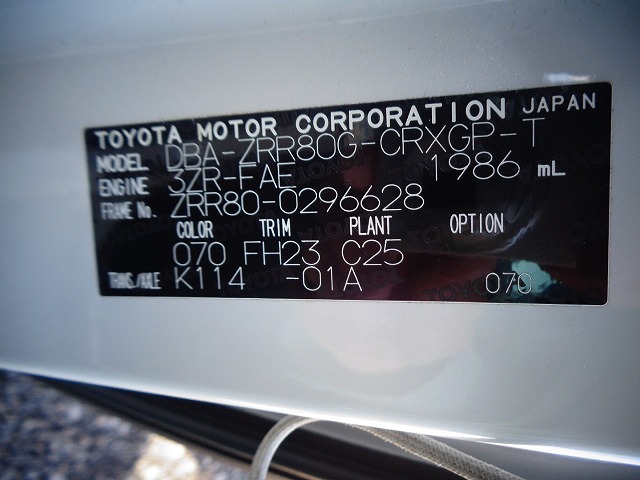 TOYOTA MOTOR CORPORATION JAPAN
MODEL DBA-ZRR80G-CRXGP-T
ENGINE 3ZR-FAE 1986 mL
FRAME No. ZRR80-0296628
COLOR TRIM PLANT OPTION
070 FH23 C25
TRANS/AXLE K114 -01A 070